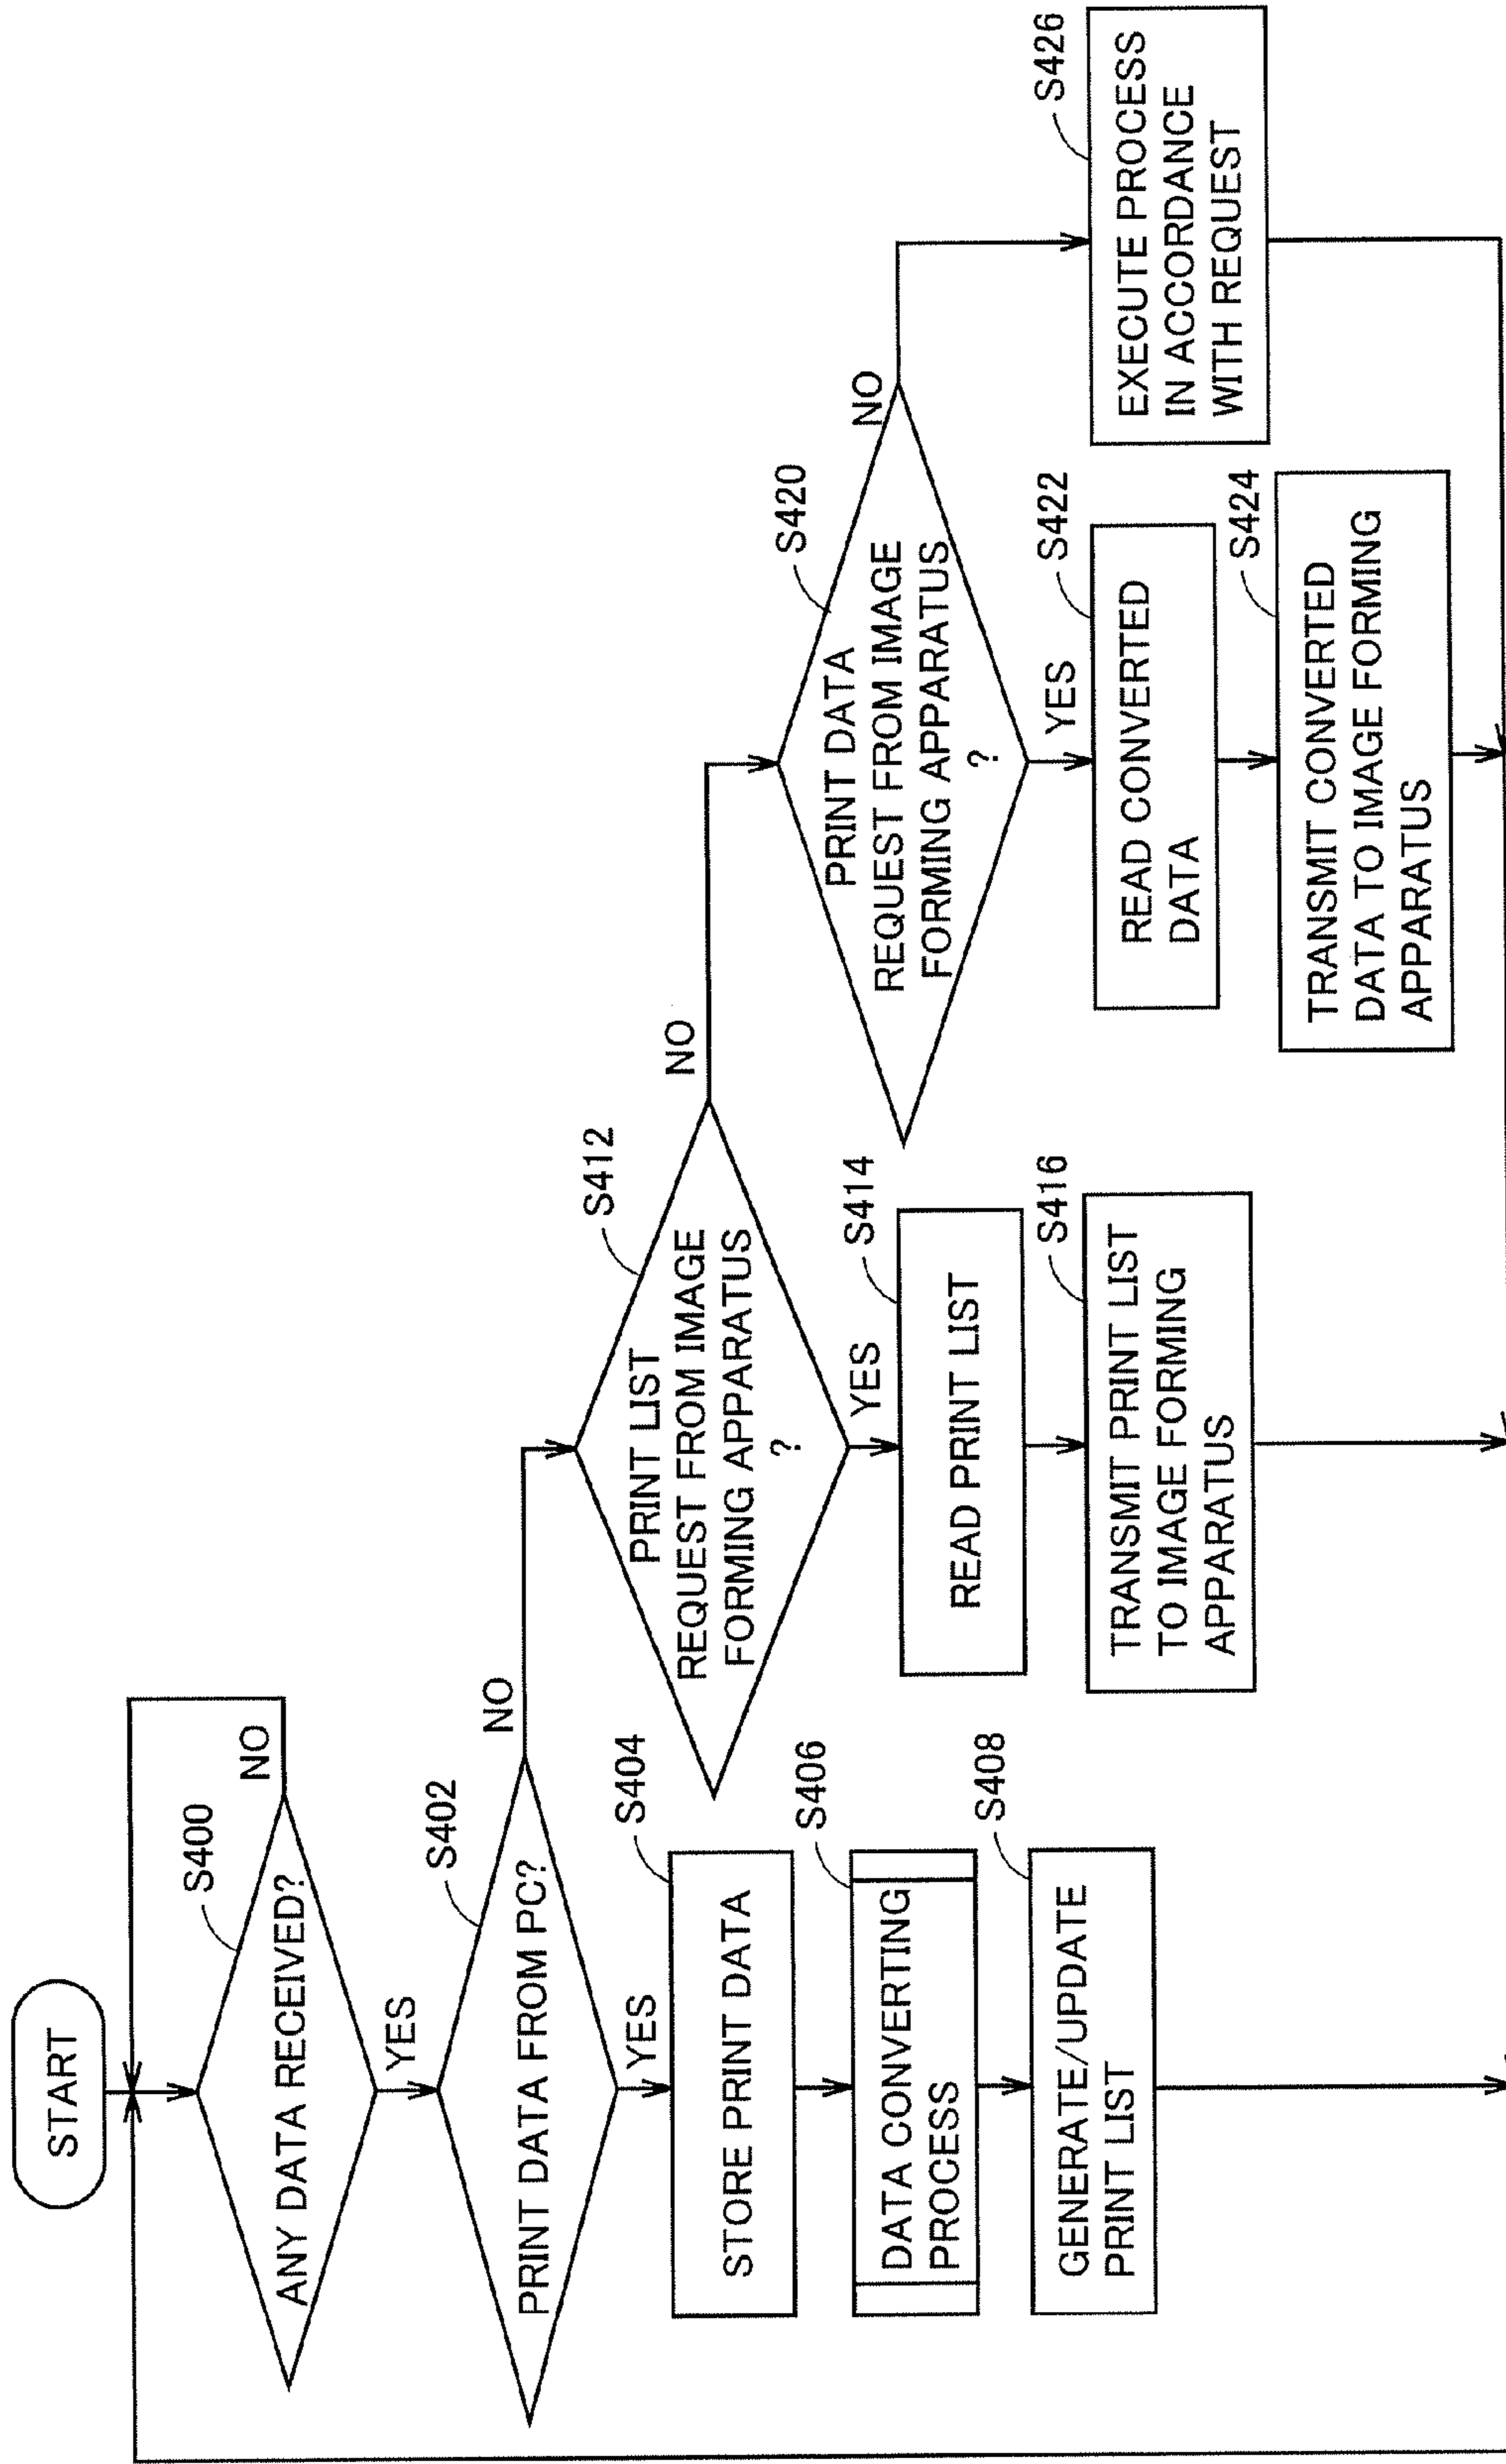 START
S400
ANY DATA RECEIVED?
NO
YES
S402
PRINT DATA FROM PC?
NO
YES
S404
STORE PRINT DATA
S406
DATA CONVERTING
PROCESS
S408
GENERATE/UPDATE
PRINT LIST
S412
PRINT LIST
REQUEST FROM IMAGE
FORMING APPARATUS
?
NO
YES
S414
READ PRINT LIST
S416
TRANSMIT PRINT LIST
TO IMAGE FORMING
APPARATUS
S420
PRINT DATA
REQUEST FROM IMAGE
FORMING APPARATUS
?
NO
YES
S422
READ CONVERTED
DATA
S424
TRANSMIT CONVERTED
DATA TO IMAGE FORMING
APPARATUS
S426
EXECUTE PROCESS
IN ACCORDANCE
WITH REQUEST